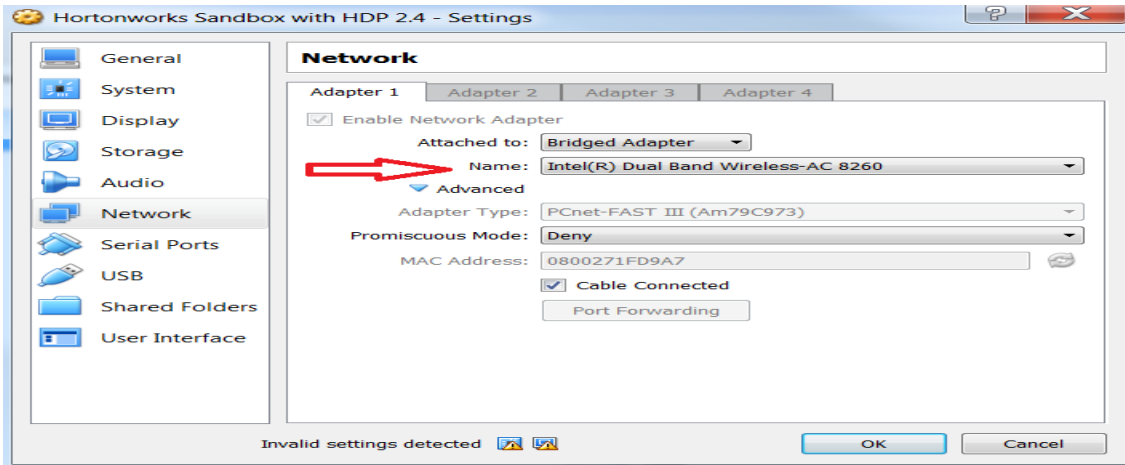 Hortonworks Sandbox with HDP 2.4 - Settings
General
System
Display
Storage
Audio
Network
Serial Ports
USB
Shared Folders
User Interface
Network
Adapter 1 Adapter 2 Adapter 3 Adapter 4
Enable Network Adapter
Attached to: Bridged Adapter
Name: Intel(R) Dual Band Wireless-AC 8260
Advanced
Adapter Type: PCnet-FAST III (Am79C973)
Promiscuous Mode: Deny
MAC Address: 0800271FD9A7
Cable Connected
Port Forwarding
Invalid settings detected
OK Cancel